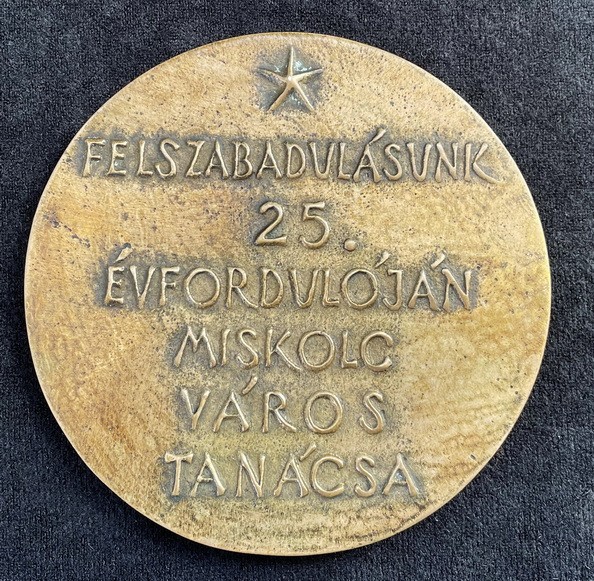 FELSZABADULÁSUNK
25.
ÉVFORDULÓJÁN
MISKOLC
VÁROS
TANÁCSA